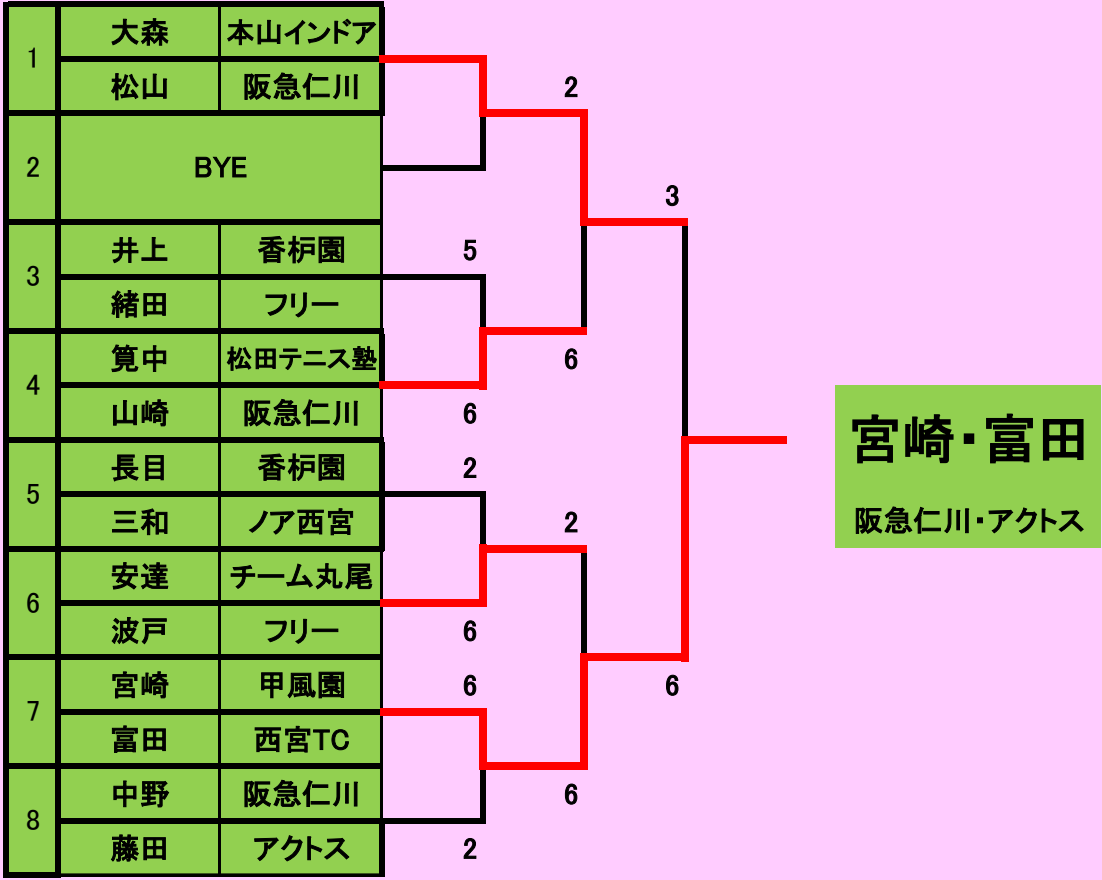 1 大森 本山インドア
松山 阪急仁川
2 BYE
3 井上 香枦園
緒田 フリー
4 筧中 松田テニス塾
山崎 阪急仁川
5 長目 香枦園
三和 ノア西宮
6 安達 チーム丸尾
波戸 フリー
7 宮崎 甲風園
富田 西宮TC
8 中野 阪急仁川
藤田 アクトス
5
6
2
6
6
2
2
6
2
6
3
6
宮崎・富田
阪急仁川・アクトス